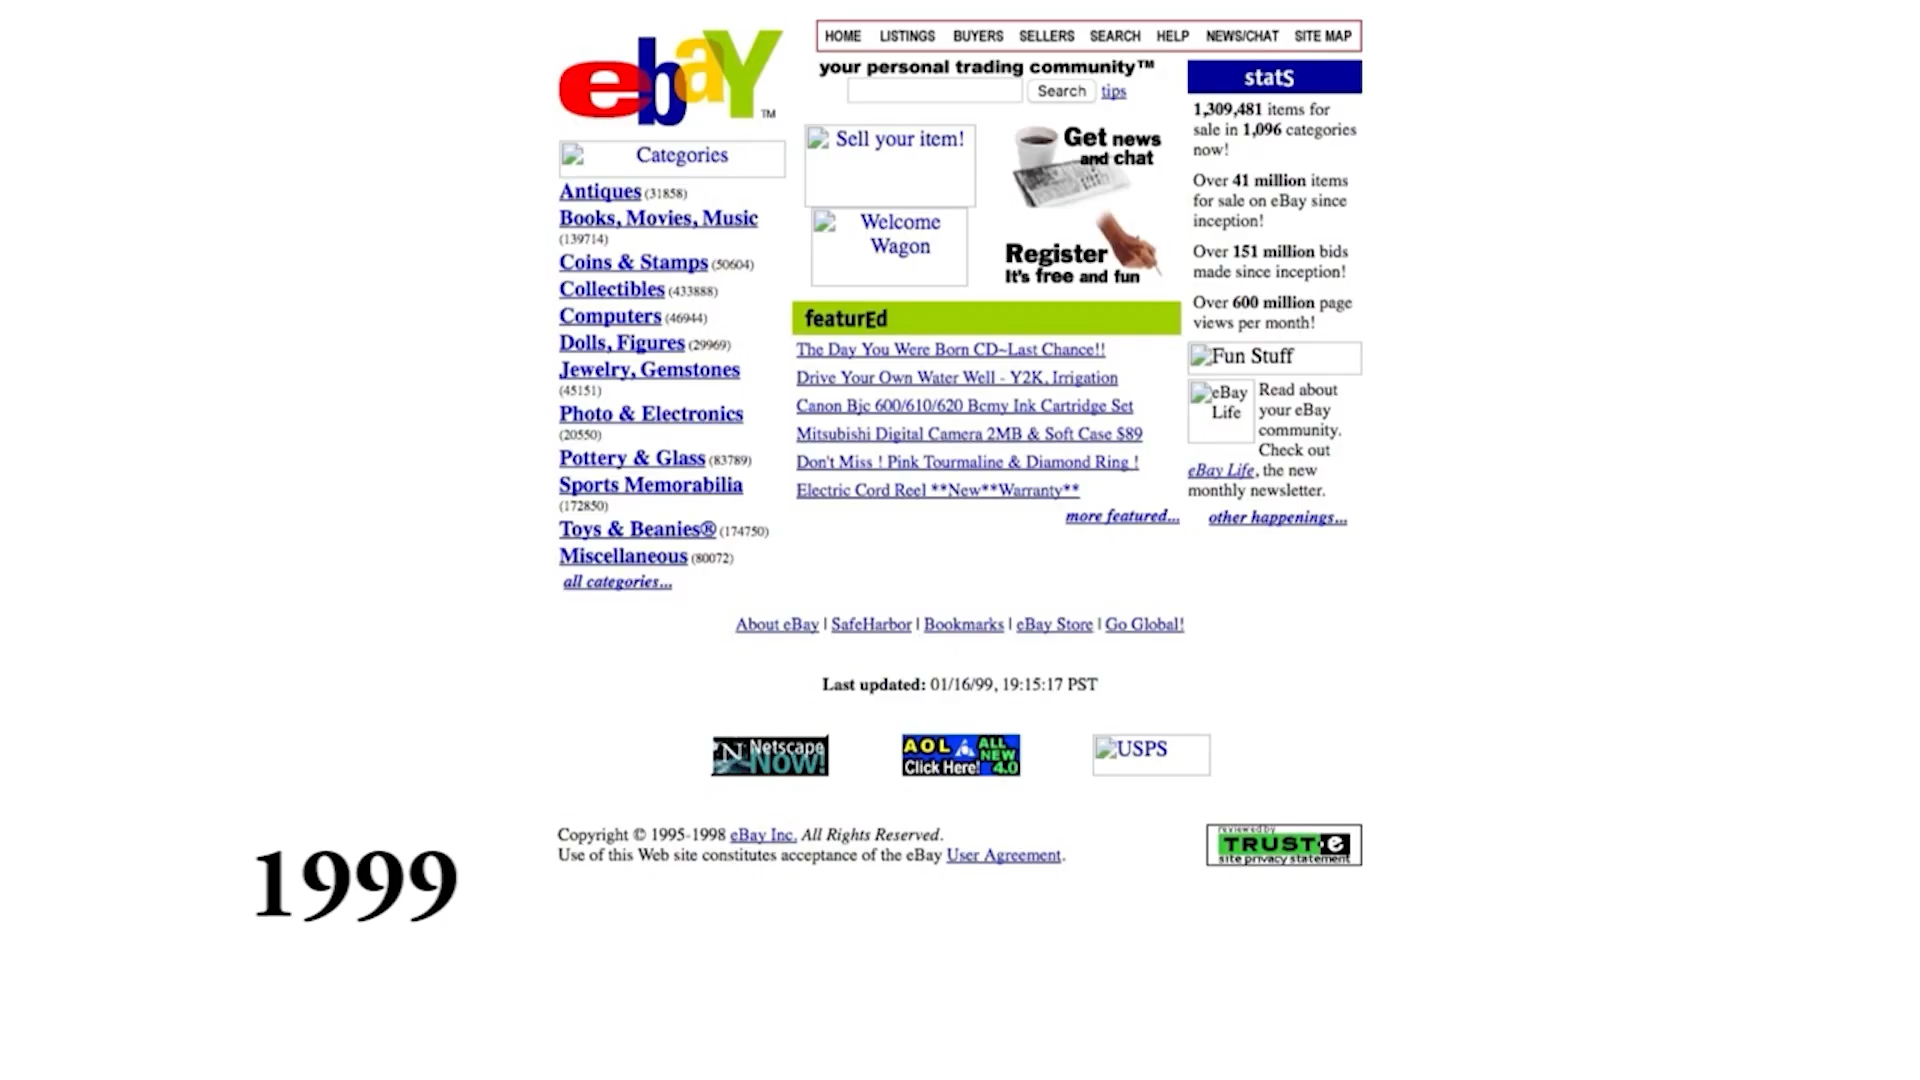 ebay™
HOME LISTINGS BUYERS SELLERS SEARCH HELP NEWS/CHAT SITE MAP
your personal trading community™
Search tips
Categories
Antiques (31858)
Books, Movies, Music
(139714)
Coins & Stamps (50604)
Collectibles (433888)
Computers (46944)
Dolls, Figures (29969)
Jewelry, Gemstones
(45151)
Photo & Electronics
(20550)
Pottery & Glass (83789)
Sports Memorabilia
(172850)
Toys & Beanies® (174750)
Miscellaneous (80072)
all categories...
Sell your item!
Welcome
Wagon
Get news
and chat
Register
It's free and fun
featurEd
The Day You Were Born CD~Last Chance!!
Drive Your Own Water Well - Y2K, Irrigation
Canon Bjc 600/610/620 Bcmy Ink Cartridge Set
Mitsubishi Digital Camera 2MB & Soft Case $89
Don't Miss ! Pink Tourmaline & Diamond Ring !
Electric Cord Reel **New**Warranty**
more featured...
statS
1,309,481 items for
sale in 1,096 categories
now!
Over 41 million items
for sale on eBay since
inception!
Over 151 million bids
made since inception!
Over 600 million page
views per month!
Fun Stuff
eBay
Life
Read about
your eBay
community.
Check out
eBay Life, the new
monthly newsletter.
other happenings...
About eBay | SafeHarbor | Bookmarks | eBay Store | Go Global!
Last updated: 01/16/99, 19:15:17 PST
N Netscape
NOW!
AOL ALL
NEW
Click Here! 4.0
USPS
Copyright © 1995-1998 eBay Inc. All Rights Reserved.
Use of this Web site constitutes acceptance of the eBay User Agreement.
reviewed by
TRUST·e
site privacy statement
1999